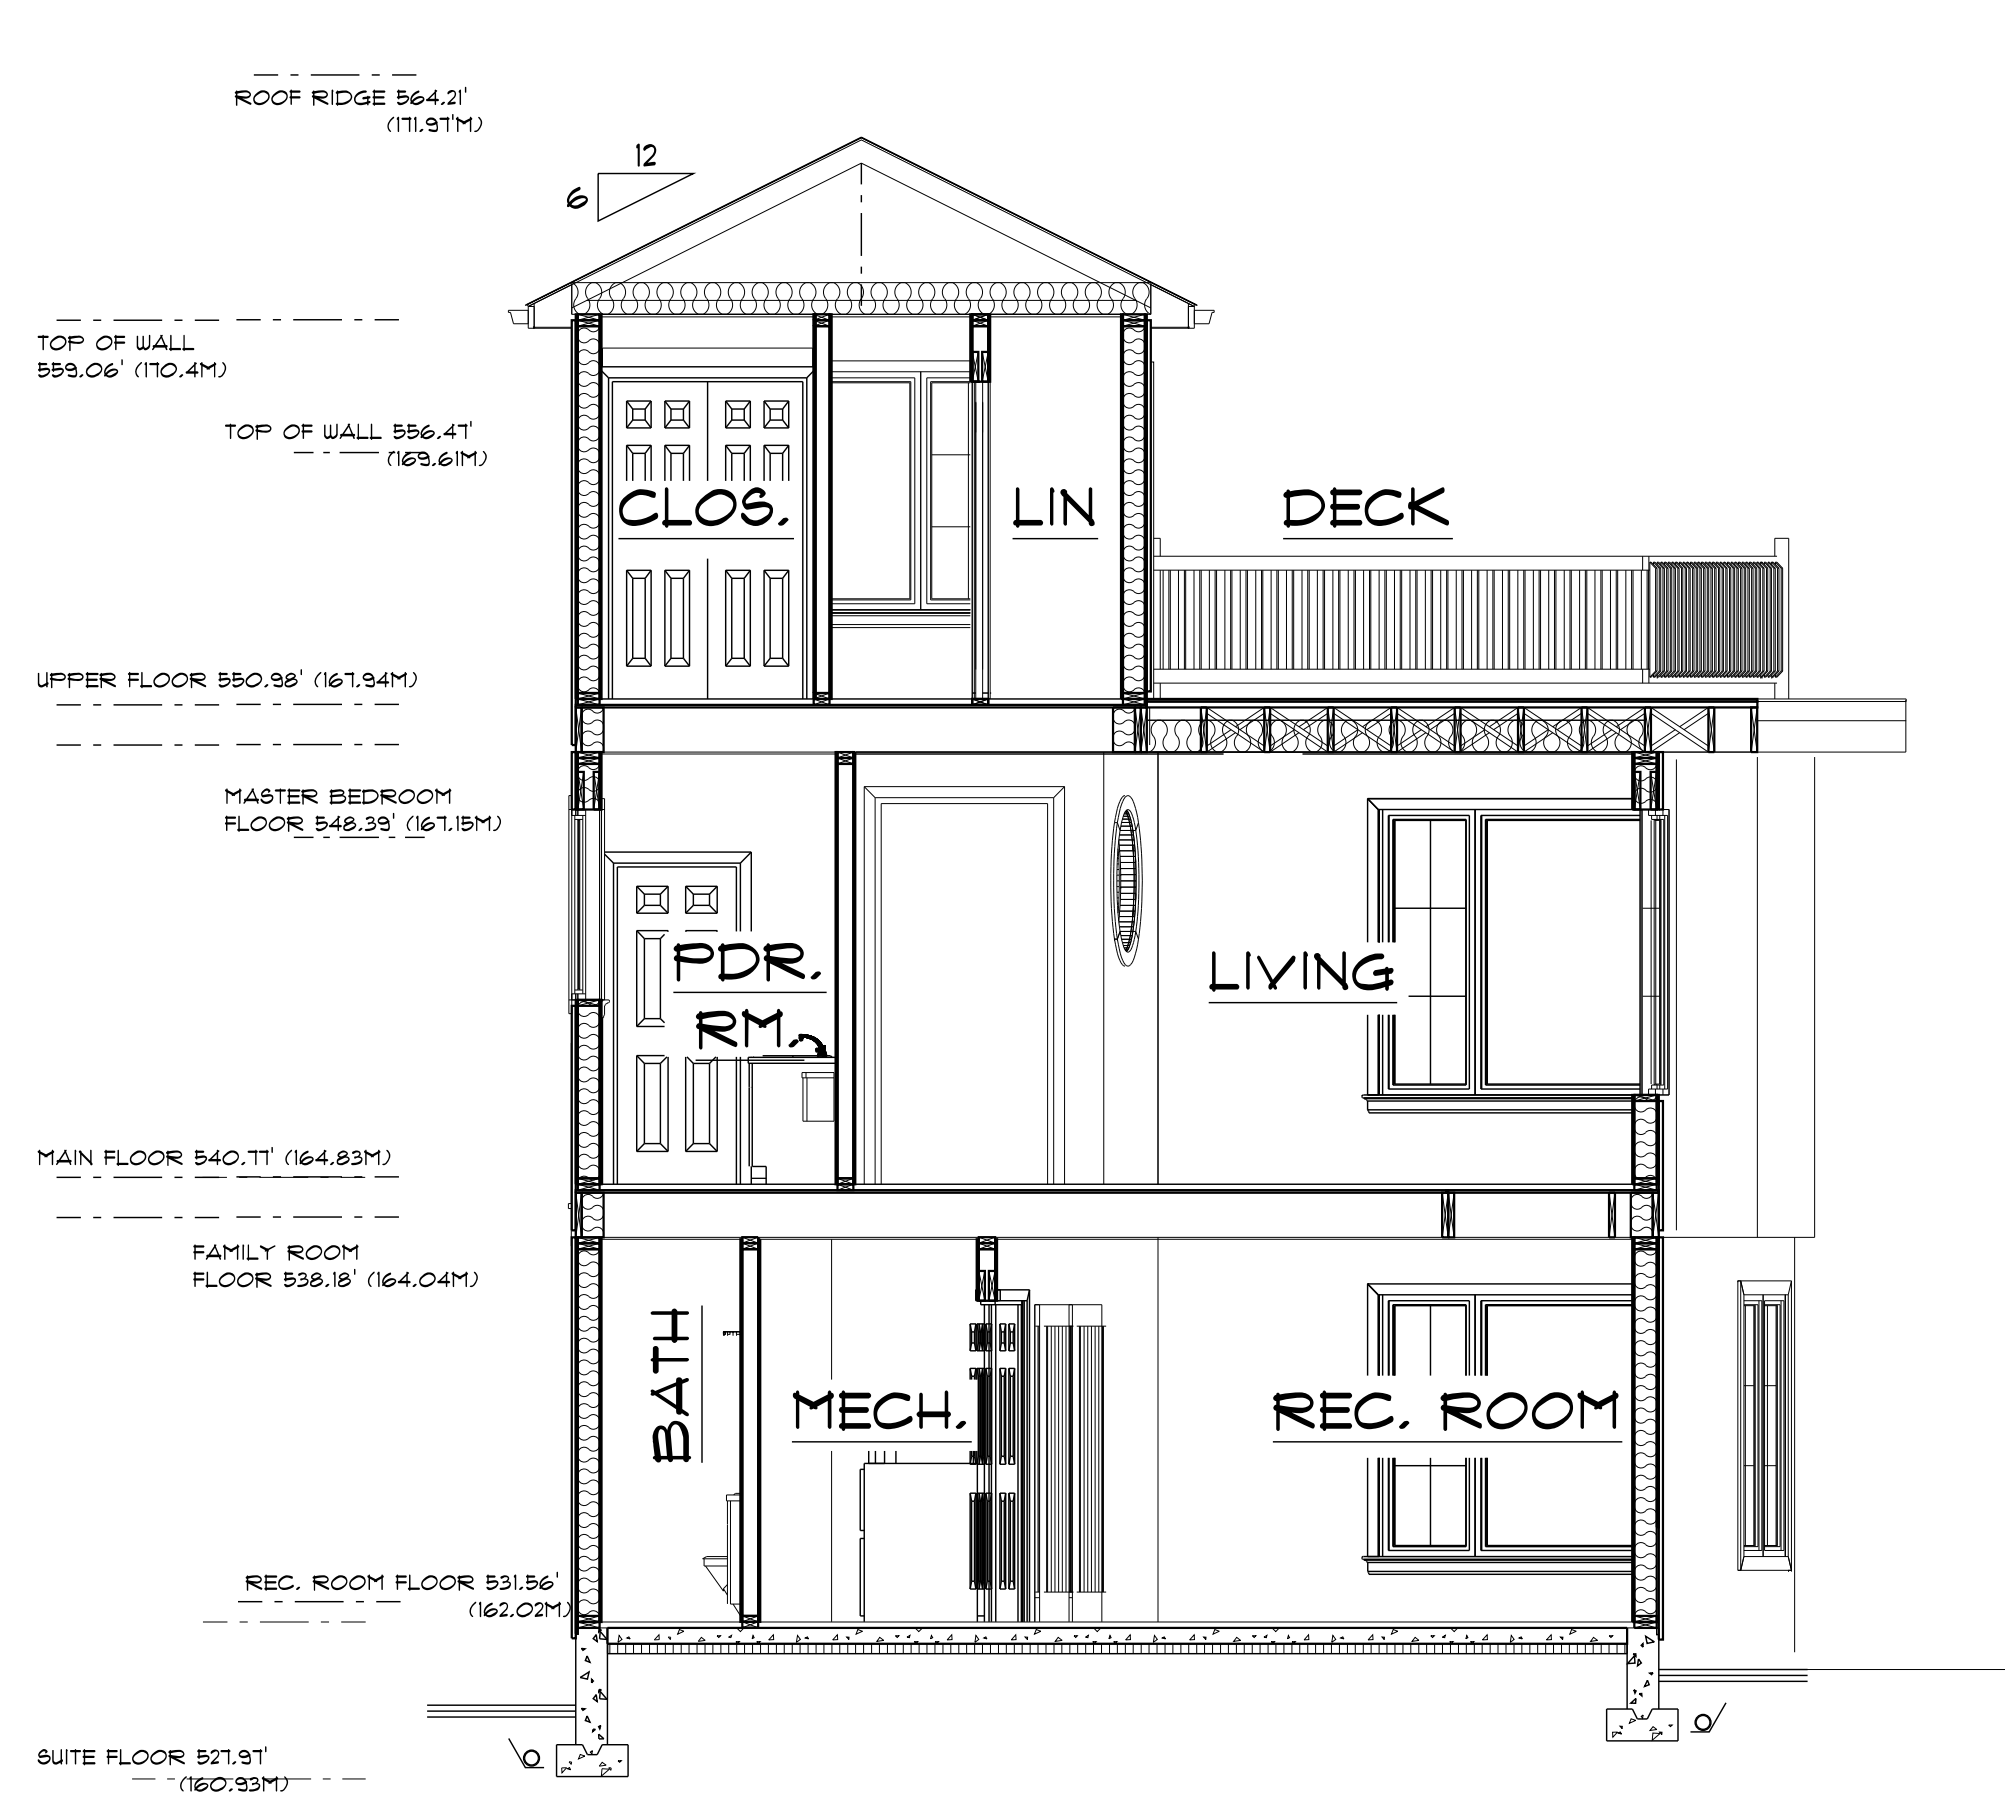 ROOF RIDGE 564.21'
(171.97'M)
12
6
TOP OF WALL
559.06' (170.4M)
TOP OF WALL 556.47'
(169.61M)
CLOS.
LIN
DECK
UPPER FLOOR 550.98' (167.94M)
MASTER BEDROOM
FLOOR 548.39' (167.15M)
PDR.
RM.
LIVING
MAIN FLOOR 540.77' (164.83M)
FAMILY ROOM
FLOOR 538.18' (164.04M)
BATH
MECH.
REC. ROOM
REC. ROOM FLOOR 531.56'
(162.02M)
SUITE FLOOR 527.97'
(160.93M)